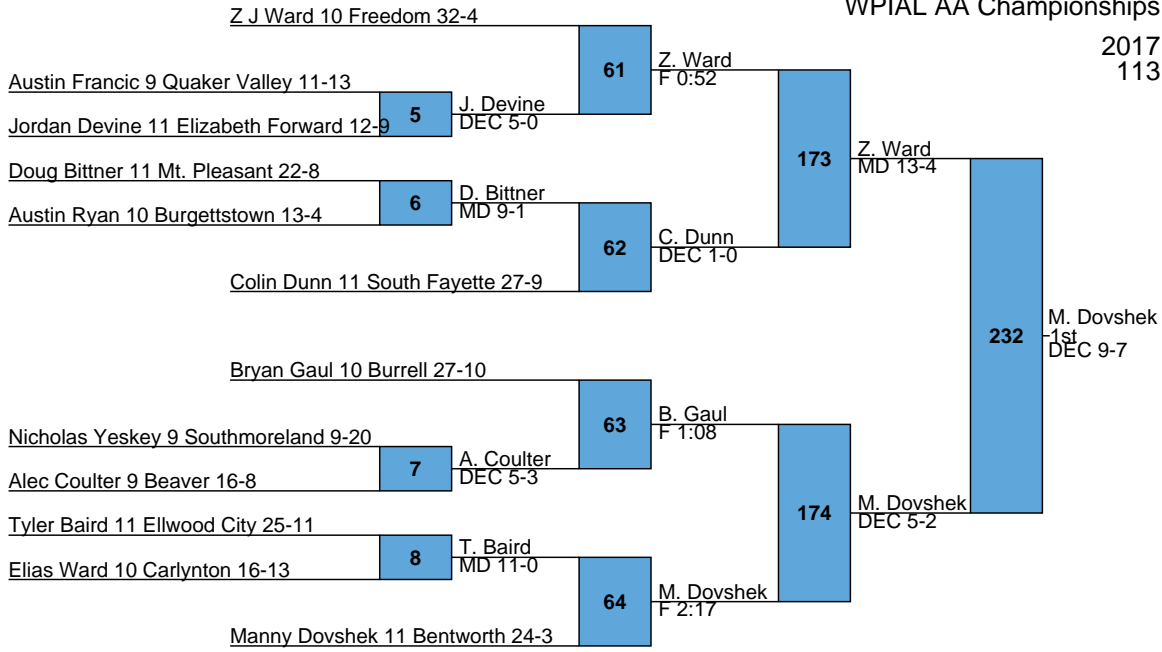 WPIAL AA Championships
2017
113
Z J Ward 10 Freedom 32-4
61
Z. Ward
F 0:52
Austin Francic 9 Quaker Valley 11-13
5
J. Devine
DEC 5-0
Jordan Devine 11 Elizabeth Forward 12-9
173
Z. Ward
MD 13-4
Doug Bittner 11 Mt. Pleasant 22-8
6
D. Bittner
MD 9-1
Austin Ryan 10 Burgettstown 13-4
62
C. Dunn
DEC 1-0
Colin Dunn 11 South Fayette 27-9
232
M. Dovshek
1st
DEC 9-7
Bryan Gaul 10 Burrell 27-10
63
B. Gaul
F 1:08
Nicholas Yeskey 9 Southmoreland 9-20
7
A. Coulter
DEC 5-3
Alec Coulter 9 Beaver 16-8
174
M. Dovshek
DEC 5-2
Tyler Baird 11 Ellwood City 25-11
8
T. Baird
MD 11-0
Elias Ward 10 Carlynton 16-13
64
M. Dovshek
F 2:17
Manny Dovshek 11 Bentworth 24-3